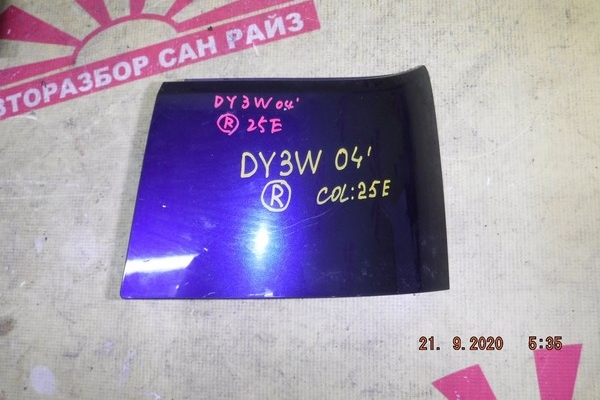 АВТОРАЗБОР САН РАЙЗ
DY3W 04'
R 25E
DY3W 04'
R COL:25E
21. 9.2020 5:35